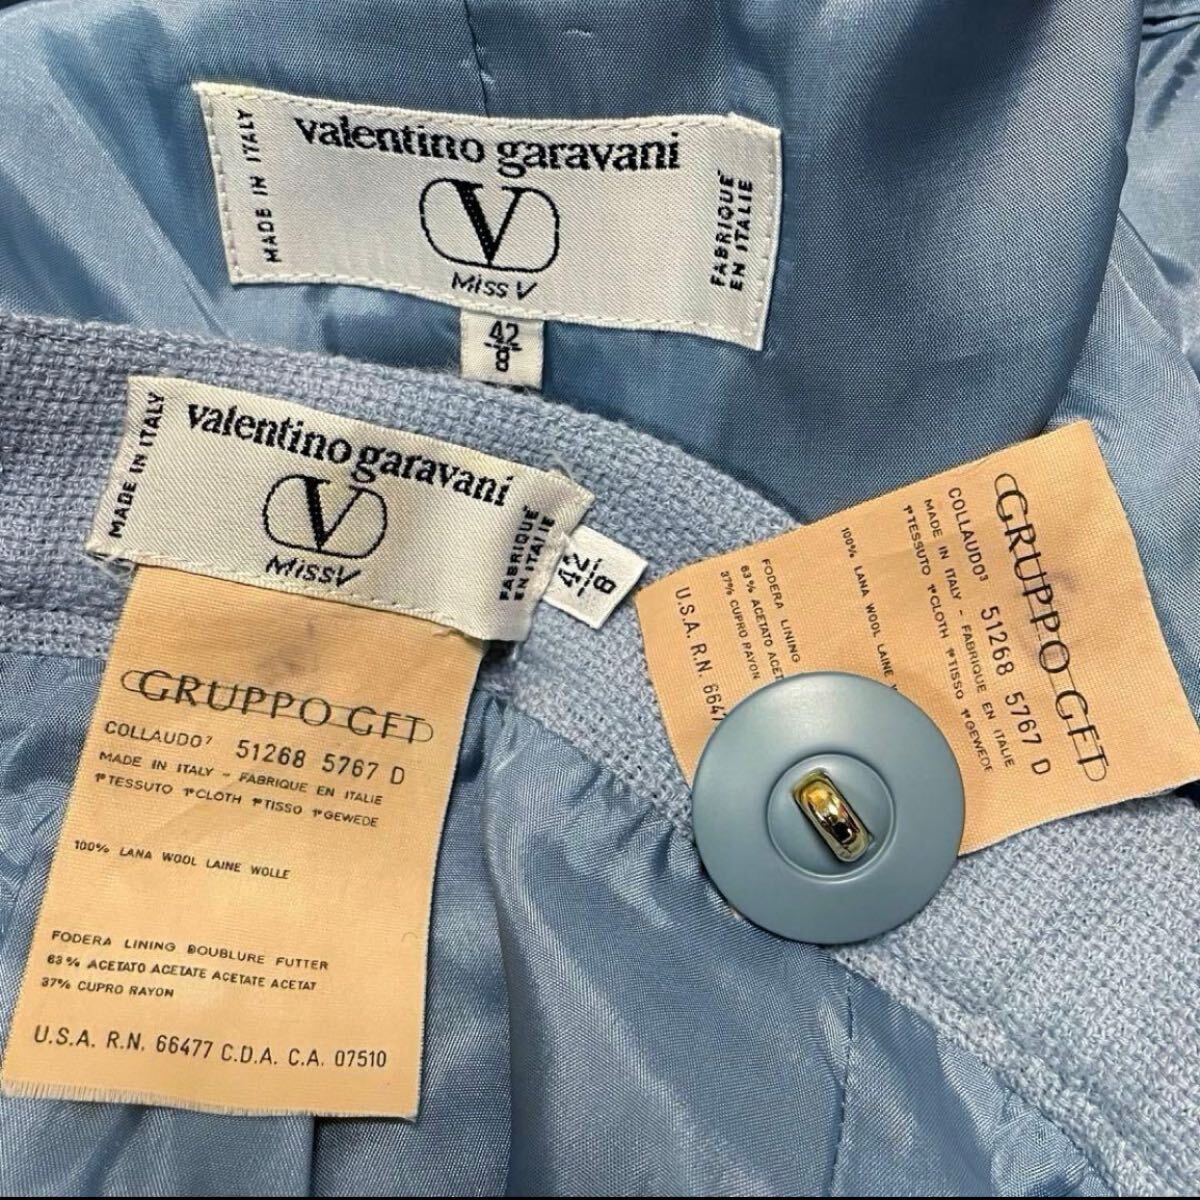 MADE IN ITALY
valentino garavani
V
MISS V
FABRIQUÉ
EN ITALIE
42
8
MADE IN ITALY
valentino garavani
V
MISS V
FABRIQUÉ
EN ITALIE
42
8
GRUPPO GFT
COLLAUDO⁷ 51268 5767 D
MADE IN ITALY - FABRIQUE EN ITALIE
1°TESSUTO 1°CLOTH 1°TISSO 1°GEWEDE
100% LANA WOOL LAINE WOLLE
FODERA LINING DOUBLURE FUTTER
63% ACETATO ACETATE ACETATE ACETAT
37% CUPRO RAYON
U.S.A. R.N. 66477 C.D.A. C.A. 07510
GRUPPO GFT
COLLAUDO³ 51268 5767 D
MADE IN ITALY - FABRIQUE EN ITALIE
1°TESSUTO 1°CLOTH 1°TISSO 1°GEWEDE
100% LANA WOOL LAINE
FODERA LINING
63% ACETATO
37% CUPRO RAYON
U.S.A. R.N.